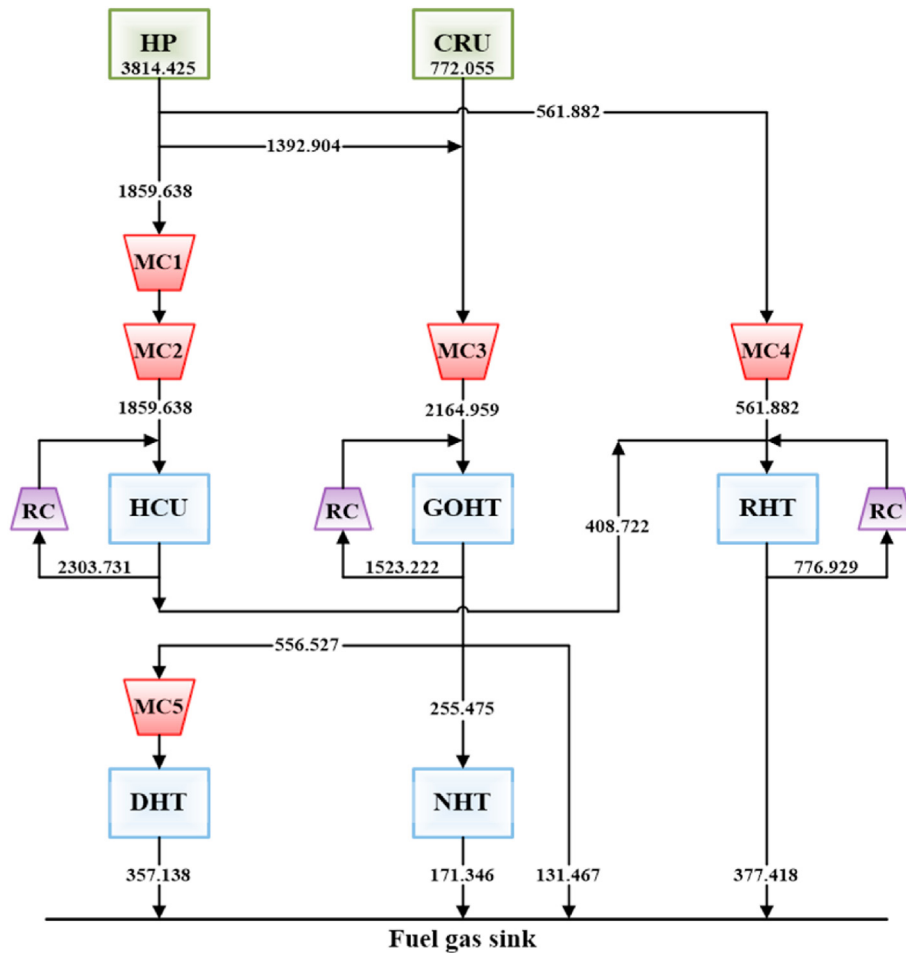 HP
3814.425
CRU
772.055
561.882
1392.904
1859.638
MC1
MC2
MC3
MC4
1859.638
2164.959
561.882
RC
HCU
RC
GOHT
408.722
RHT
RC
2303.731
1523.222
776.929
556.527
MC5
255.475
DHT
NHT
357.138
171.346
131.467
377.418
Fuel gas sink